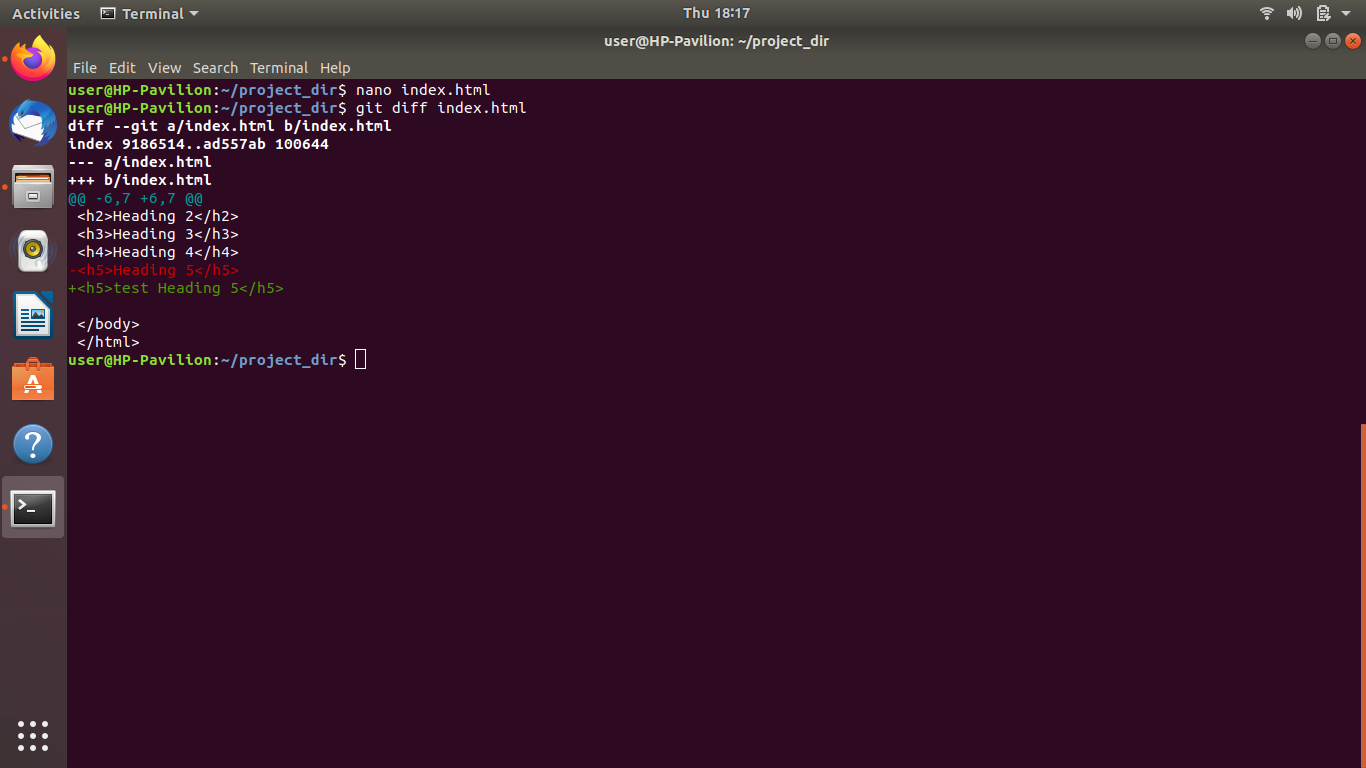 Activities Terminal Thu 18:17
user@HP-Pavilion: ~/project_dir
File Edit View Search Terminal Help
user@HP-Pavilion:~/project_dir$ nano index.html
user@HP-Pavilion:~/project_dir$ git diff index.html
diff --git a/index.html b/index.html
index 9186514..ad557ab 100644
--- a/index.html
+++ b/index.html
@@ -6,7 +6,7 @@
 <h2>Heading 2</h2>
 <h3>Heading 3</h3>
 <h4>Heading 4</h4>
-<h5>Heading 5</h5>
+<h5>test Heading 5</h5>
 </body>
 </html>
user@HP-Pavilion:~/project_dir$